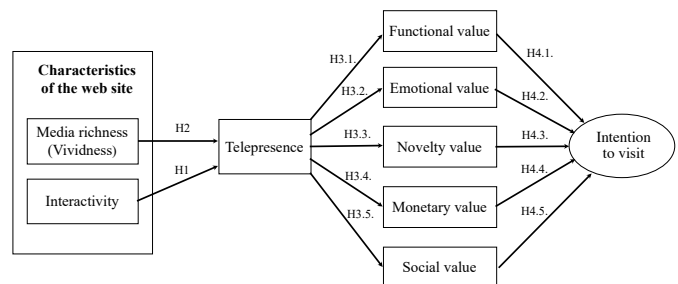 Characteristics
of the web site
Media richness
(Vividness)
Interactivity
H2
H1
Telepresence
H3.1.
H3.2.
H3.3.
H3.4.
H3.5.
Functional value
Emotional value
Novelty value
Monetary value
Social value
H4.1.
H4.2.
H4.3.
H4.4.
H4.5.
Intention
to visit